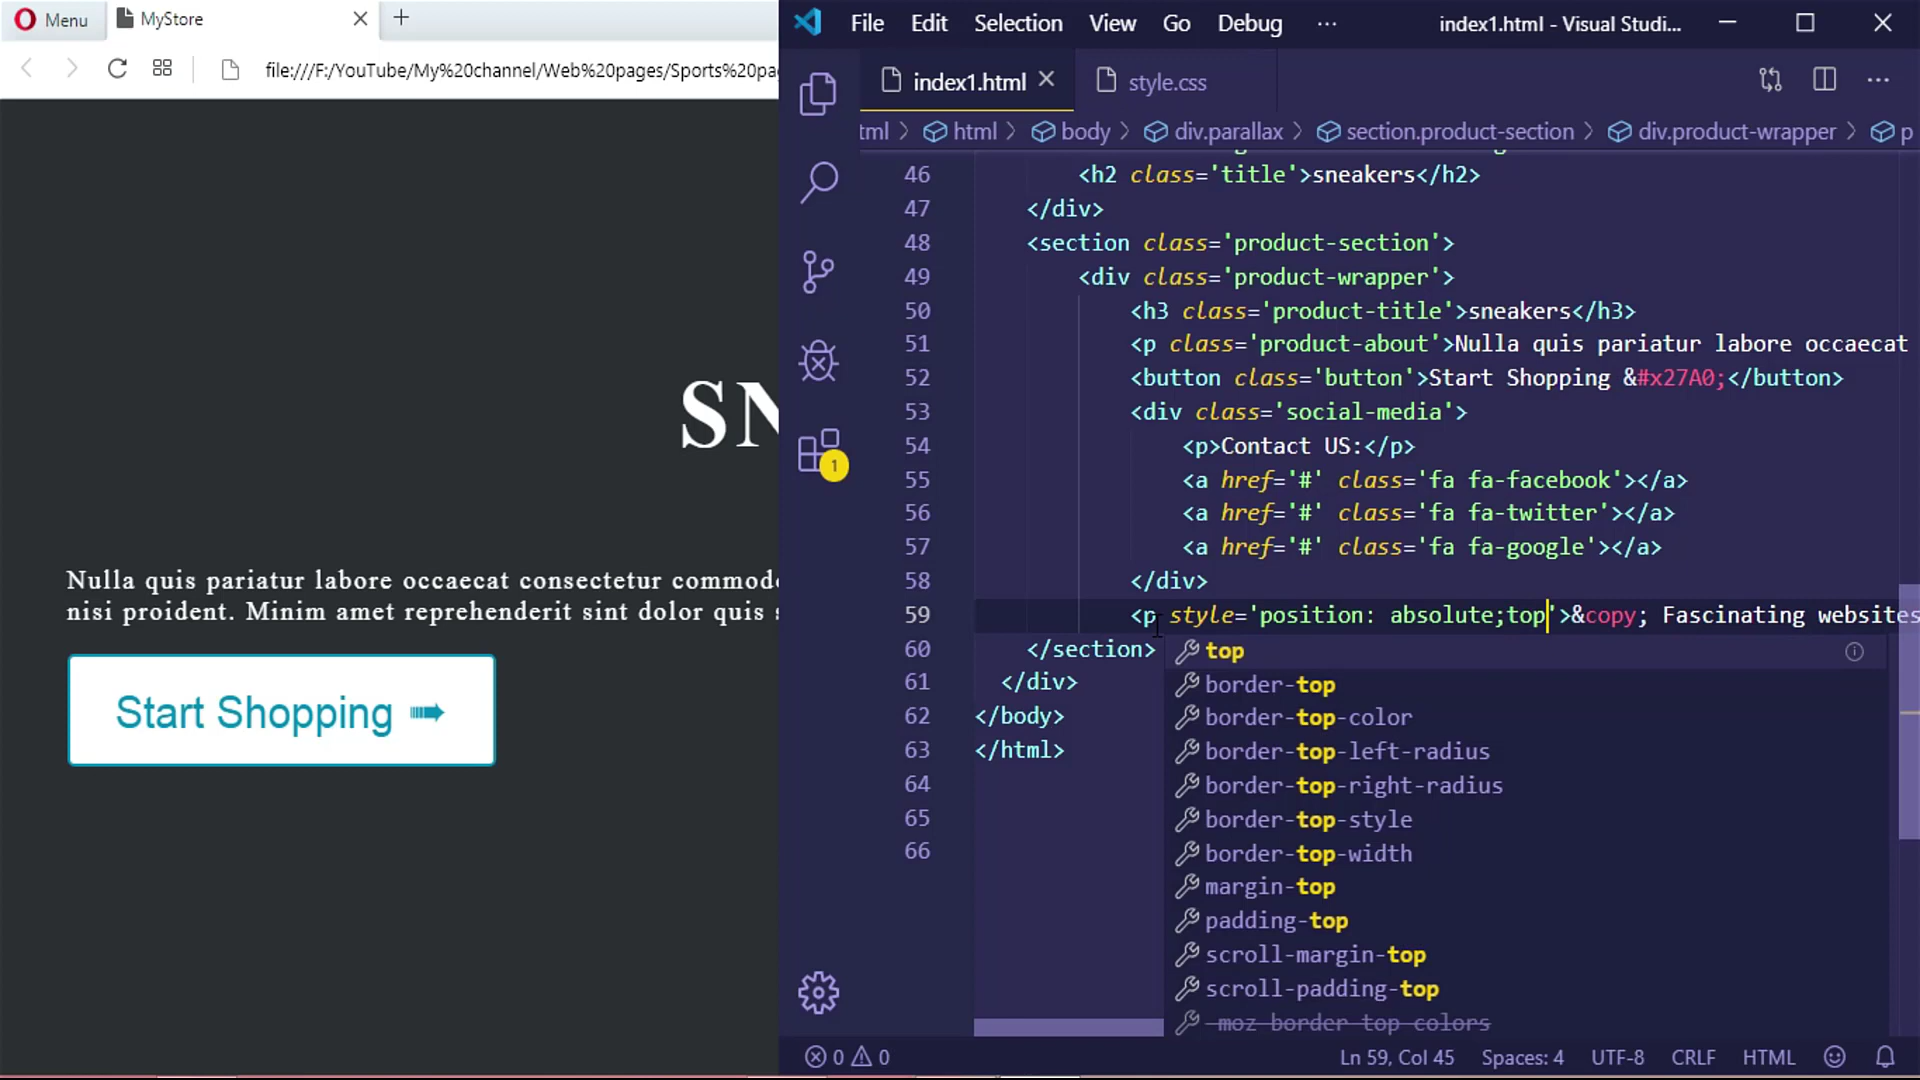 Menu
MyStore
file:///F:/YouTube/My%20channel/Web%20pages/Sports%20pa
SN
Nulla quis pariatur labore occaecat consectetur commod
nisi proident. Minim amet reprehenderit sint dolor quis s
Start Shopping ➠
File Edit Selection View Go Debug ··· index1.html - Visual Studi...
index1.html style.css
tml > html > body > div.parallax > section.product-section > div.product-wrapper > p
46 <h2 class='title'>sneakers</h2>
47 </div>
48 <section class='product-section'>
49 <div class='product-wrapper'>
50 <h3 class='product-title'>sneakers</h3>
51 <p class='product-about'>Nulla quis pariatur labore occaecat
52 <button class='button'>Start Shopping &#x27A0;</button>
53 <div class='social-media'>
54 <p>Contact US:</p>
55 <a href='#' class='fa fa-facebook'></a>
56 <a href='#' class='fa fa-twitter'></a>
57 <a href='#' class='fa fa-google'></a>
58 </div>
59 <p style='position: absolute;top'>&copy; Fascinating websites
60 </section>
61 </div>
62 </body>
63 </html>
64
65
66
top
border-top
border-top-color
border-top-left-radius
border-top-right-radius
border-top-style
border-top-width
margin-top
padding-top
scroll-margin-top
scroll-padding-top
-moz-border-top-colors
1
0 0 Ln 59, Col 45 Spaces: 4 UTF-8 CRLF HTML